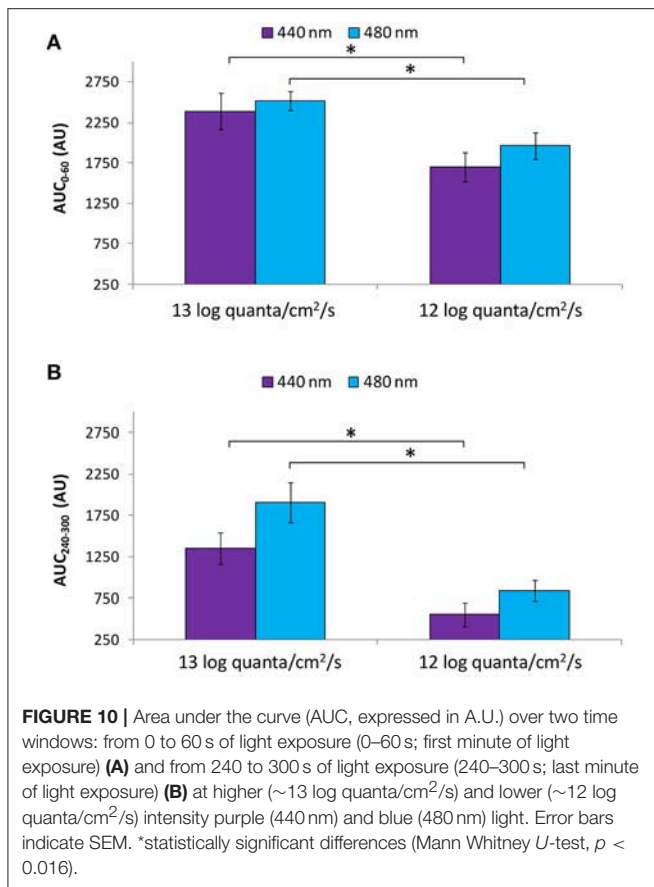 A
440 nm 480 nm
*
*
AUC0-60 (AU)
2750
2250
1750
1250
750
250
13 log quanta/cm²/s 12 log quanta/cm²/s
B
440 nm 480 nm
*
*
AUC240-300 (AU)
2750
2250
1750
1250
750
250
13 log quanta/cm²/s 12 log quanta/cm²/s
FIGURE 10 | Area under the curve (AUC, expressed in A.U.) over two time
windows: from 0 to 60 s of light exposure (0–60 s; first minute of light
exposure) (A) and from 240 to 300 s of light exposure (240–300 s; last minute
of light exposure) (B) at higher (∼13 log quanta/cm²/s) and lower (∼12 log
quanta/cm²/s) intensity purple (440 nm) and blue (480 nm) light. Error bars
indicate SEM. *statistically significant differences (Mann Whitney U-test, p <
0.016).